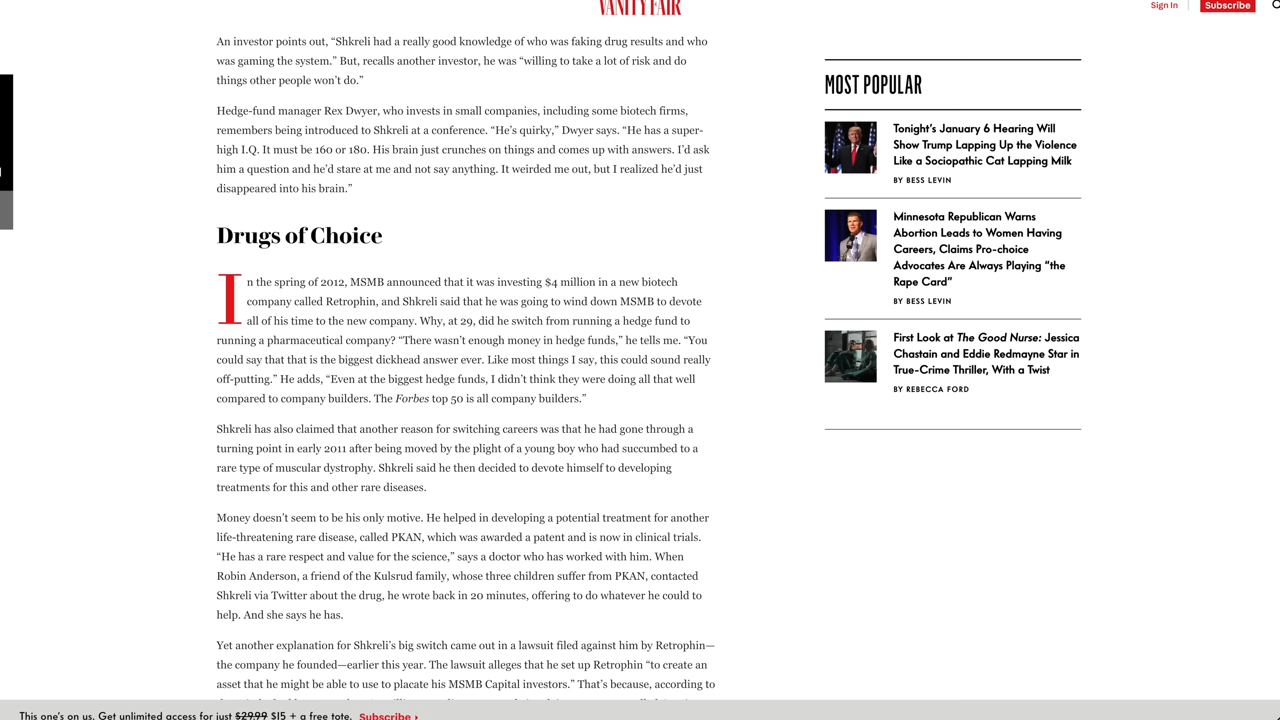 VANITY FAIR
Sign In
Subscribe
An investor points out, “Shkreli had a really good knowledge of who was faking drug results and who
was gaming the system.” But, recalls another investor, he was “willing to take a lot of risk and do
things other people won’t do.”
Hedge-fund manager Rex Dwyer, who invests in small companies, including some biotech firms,
remembers being introduced to Shkreli at a conference. “He’s quirky,” Dwyer says. “He has a super-
high I.Q. It must be 160 or 180. His brain just crunches on things and comes up with answers. I’d ask
him a question and he’d stare at me and not say anything. It weirded me out, but I realized he’d just
disappeared into his brain.”
Drugs of Choice
In the spring of 2012, MSMB announced that it was investing $4 million in a new biotech
company called Retrophin, and Shkreli said that he was going to wind down MSMB to devote
all of his time to the new company. Why, at 29, did he switch from running a hedge fund to
running a pharmaceutical company? “There wasn’t enough money in hedge funds,” he tells me. “You
could say that that is the biggest dickhead answer ever. Like most things I say, this could sound really
off-putting.” He adds, “Even at the biggest hedge funds, I didn’t think they were doing all that well
compared to company builders. The Forbes top 50 is all company builders.”
Shkreli has also claimed that another reason for switching careers was that he had gone through a
turning point in early 2011 after being moved by the plight of a young boy who had succumbed to a
rare type of muscular dystrophy. Shkreli said he then decided to devote himself to developing
treatments for this and other rare diseases.
Money doesn’t seem to be his only motive. He helped in developing a potential treatment for another
life-threatening rare disease, called PKAN, which was awarded a patent and is now in clinical trials.
“He has a rare respect and value for the science,” says a doctor who has worked with him. When
Robin Anderson, a friend of the Kulsrud family, whose three children suffer from PKAN, contacted
Shkreli via Twitter about the drug, he wrote back in 20 minutes, offering to do whatever he could to
help. And she says he has.
Yet another explanation for Shkreli’s big switch came out in a lawsuit filed against him by Retrophin—
the company he founded—earlier this year. The lawsuit alleges that he set up Retrophin “to create an
asset that he might be able to use to placate his MSMB Capital investors.” That’s because, according to
MOST POPULAR
Tonight’s January 6 Hearing Will
Show Trump Lapping Up the Violence
Like a Sociopathic Cat Lapping Milk
BY BESS LEVIN
Minnesota Republican Warns
Abortion Leads to Women Having
Careers, Claims Pro-choice
Advocates Are Always Playing “the
Rape Card”
BY BESS LEVIN
First Look at The Good Nurse: Jessica
Chastain and Eddie Redmayne Star in
True-Crime Thriller, With a Twist
BY REBECCA FORD
This one’s on us. Get unlimited access for just $29.99 $15 + a free tote. Subscribe ›